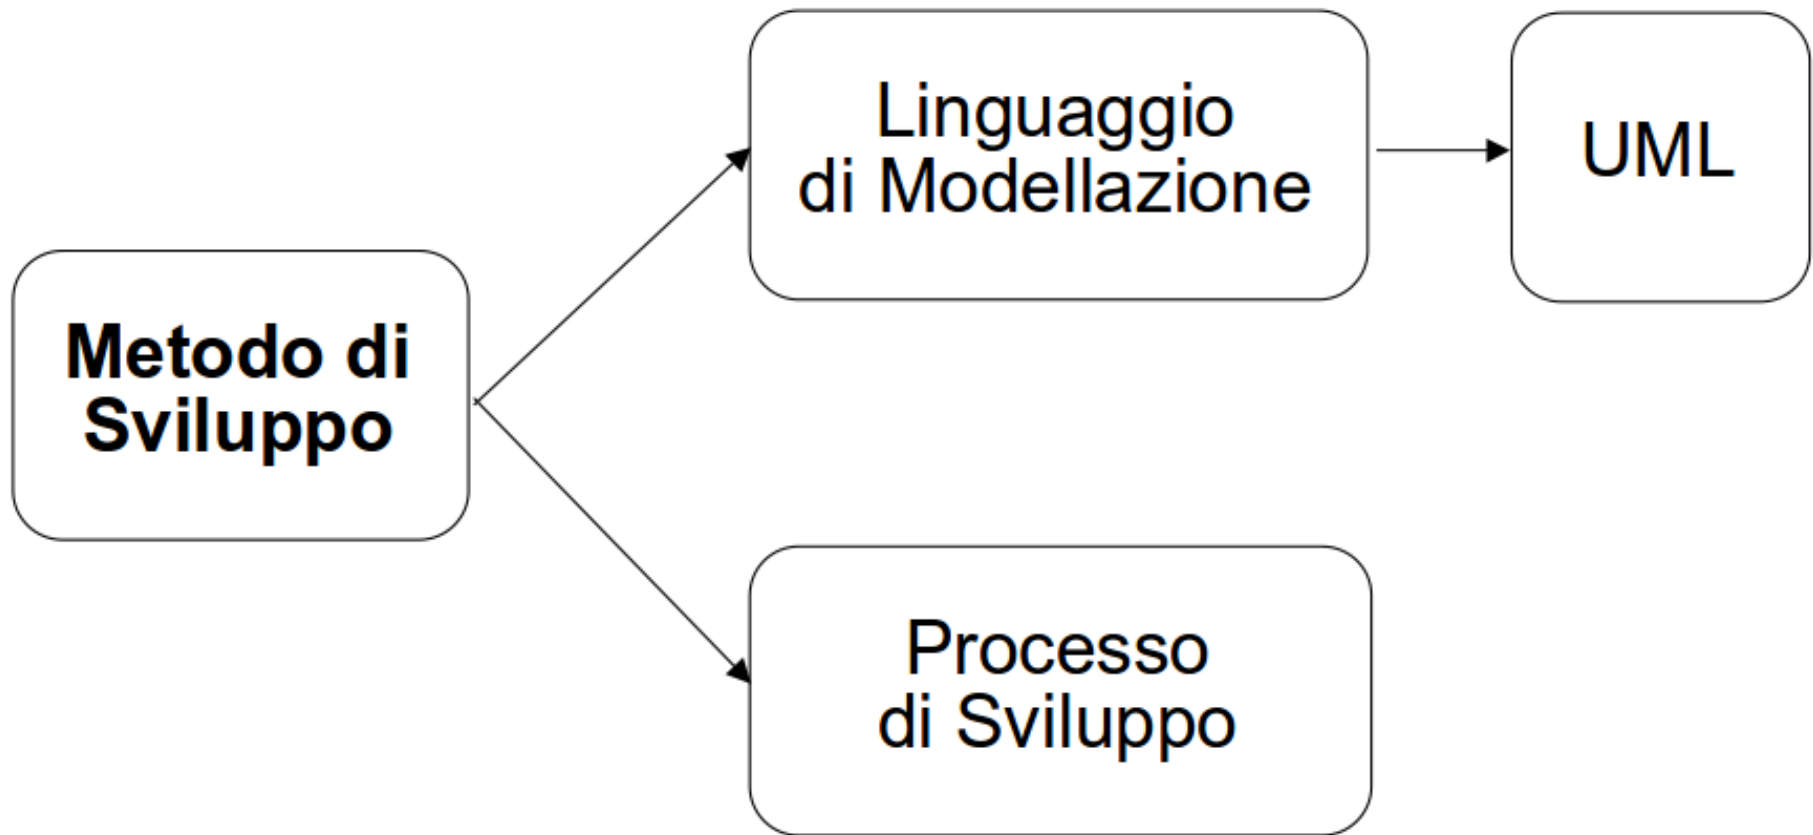 Linguaggio
di Modellazione
UML
Metodo di
Sviluppo
Processo
di Sviluppo